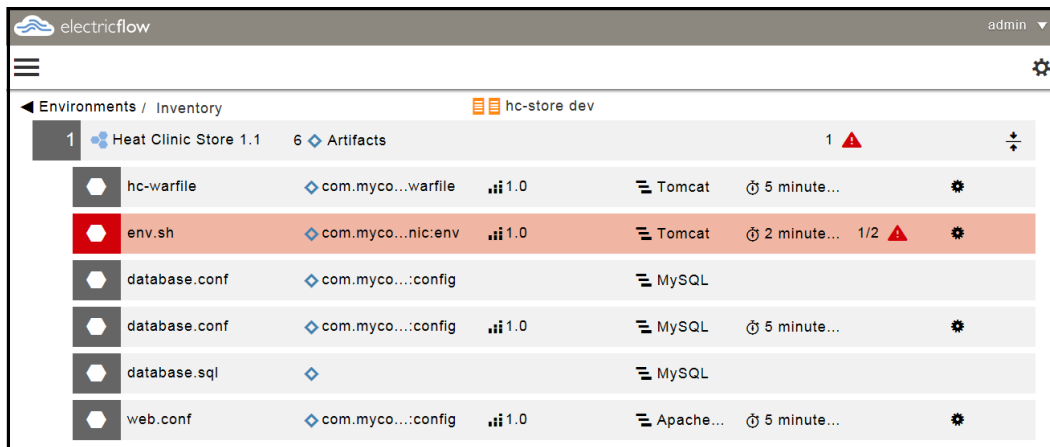 electricflow admin
Environments / Inventory hc-store dev
1 Heat Clinic Store 1.1 6 Artifacts 1
hc-warfile com.myco...warfile 1.0 Tomcat 5 minute...
env.sh com.myco...nic:env 1.0 Tomcat 2 minute... 1/2
database.conf com.myco...:config MySQL
database.conf com.myco...:config 1.0 MySQL 5 minute...
database.sql MySQL
web.conf com.myco...:config 1.0 Apache... 5 minute...